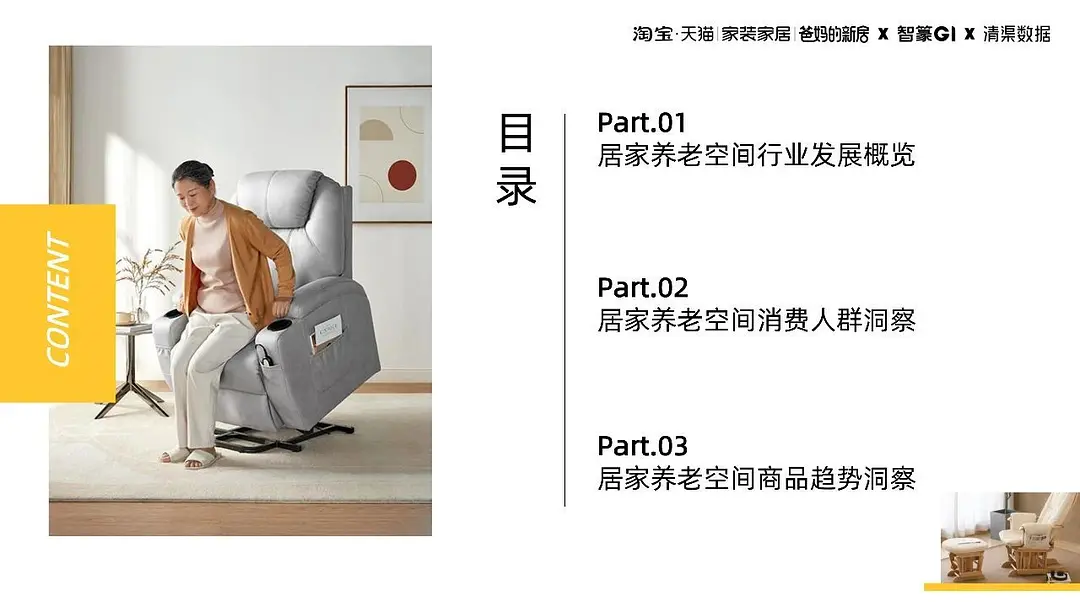 淘宝·天猫|家装家居|爸妈的新房 x 智篆GI x 清渠数据
CONTENT
目录
Part.01
居家养老空间行业发展概览
Part.02
居家养老空间消费人群洞察
Part.03
居家养老空间商品趋势洞察